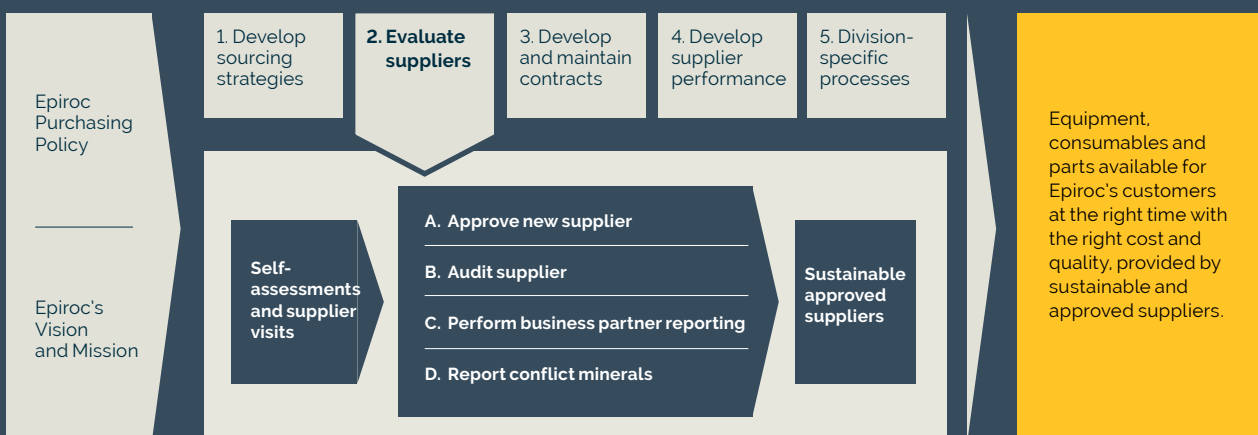 Epiroc
Purchasing
Policy
Epiroc's
Vision
and Mission
1. Develop
sourcing
strategies
2. Evaluate
suppliers
3. Develop
and maintain
contracts
4. Develop
supplier
performance
5. Division-
specific
processes
Self-
assessments
and supplier
visits
A. Approve new supplier
B. Audit supplier
C. Perform business partner reporting
D. Report conflict minerals
Sustainable
approved
suppliers
Equipment,
consumables and
parts available for
Epiroc's customers
at the right time with
the right cost and
quality, provided by
sustainable and
approved suppliers.